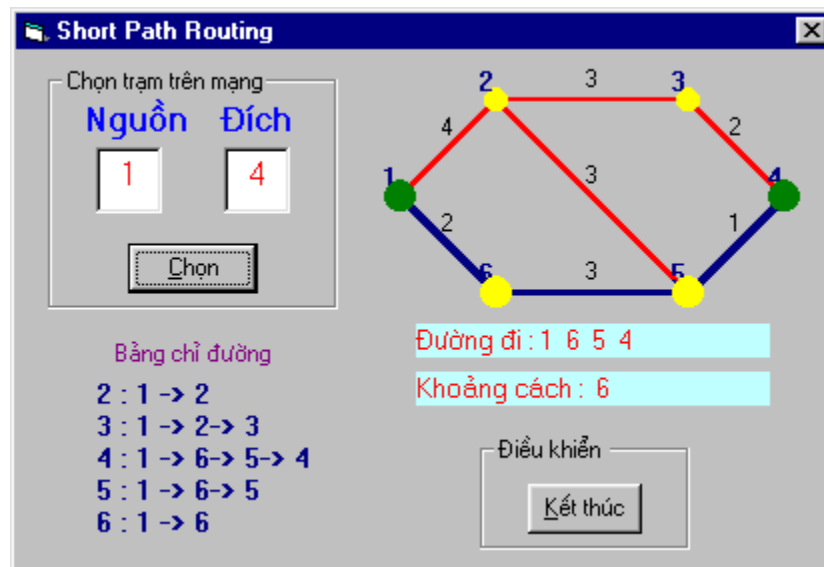 Short Path Routing
Chọn trạm trên mạng
Nguồn Đích
1 4
Chọn
2 3 3
4 2
1 3 4
2 1
6 3 5
Đường đi : 1 6 5 4
Khoảng cách : 6
Bảng chỉ đường
2 : 1 -> 2
3 : 1 -> 2-> 3
4 : 1 -> 6-> 5-> 4
5 : 1 -> 6-> 5
6 : 1 -> 6
Điều khiển
Kết thúc